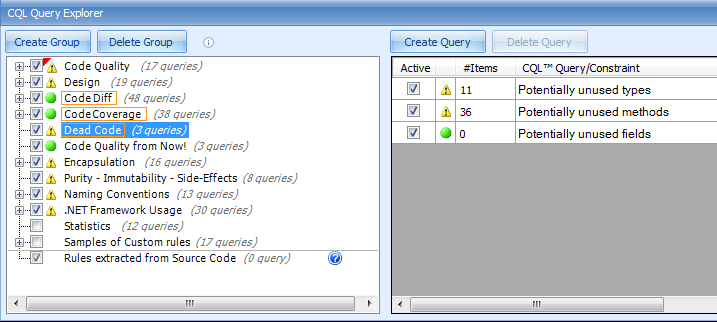 CQL Query Explorer
Create Group Delete Group
Code Quality (17 queries)
Design (19 queries)
Code Diff (48 queries)
Code Coverage (38 queries)
Dead Code (3 queries)
Code Quality from Now! (3 queries)
Encapsulation (16 queries)
Purity - Immutability - Side-Effects (8 queries)
Naming Conventions (13 queries)
.NET Framework Usage (30 queries)
Statistics (12 queries)
Samples of Custom rules (17 queries)
Rules extracted from Source Code (0 query)
Create Query Delete Query
Active #Items CQL™ Query/Constraint
11 Potentially unused types
36 Potentially unused methods
0 Potentially unused fields